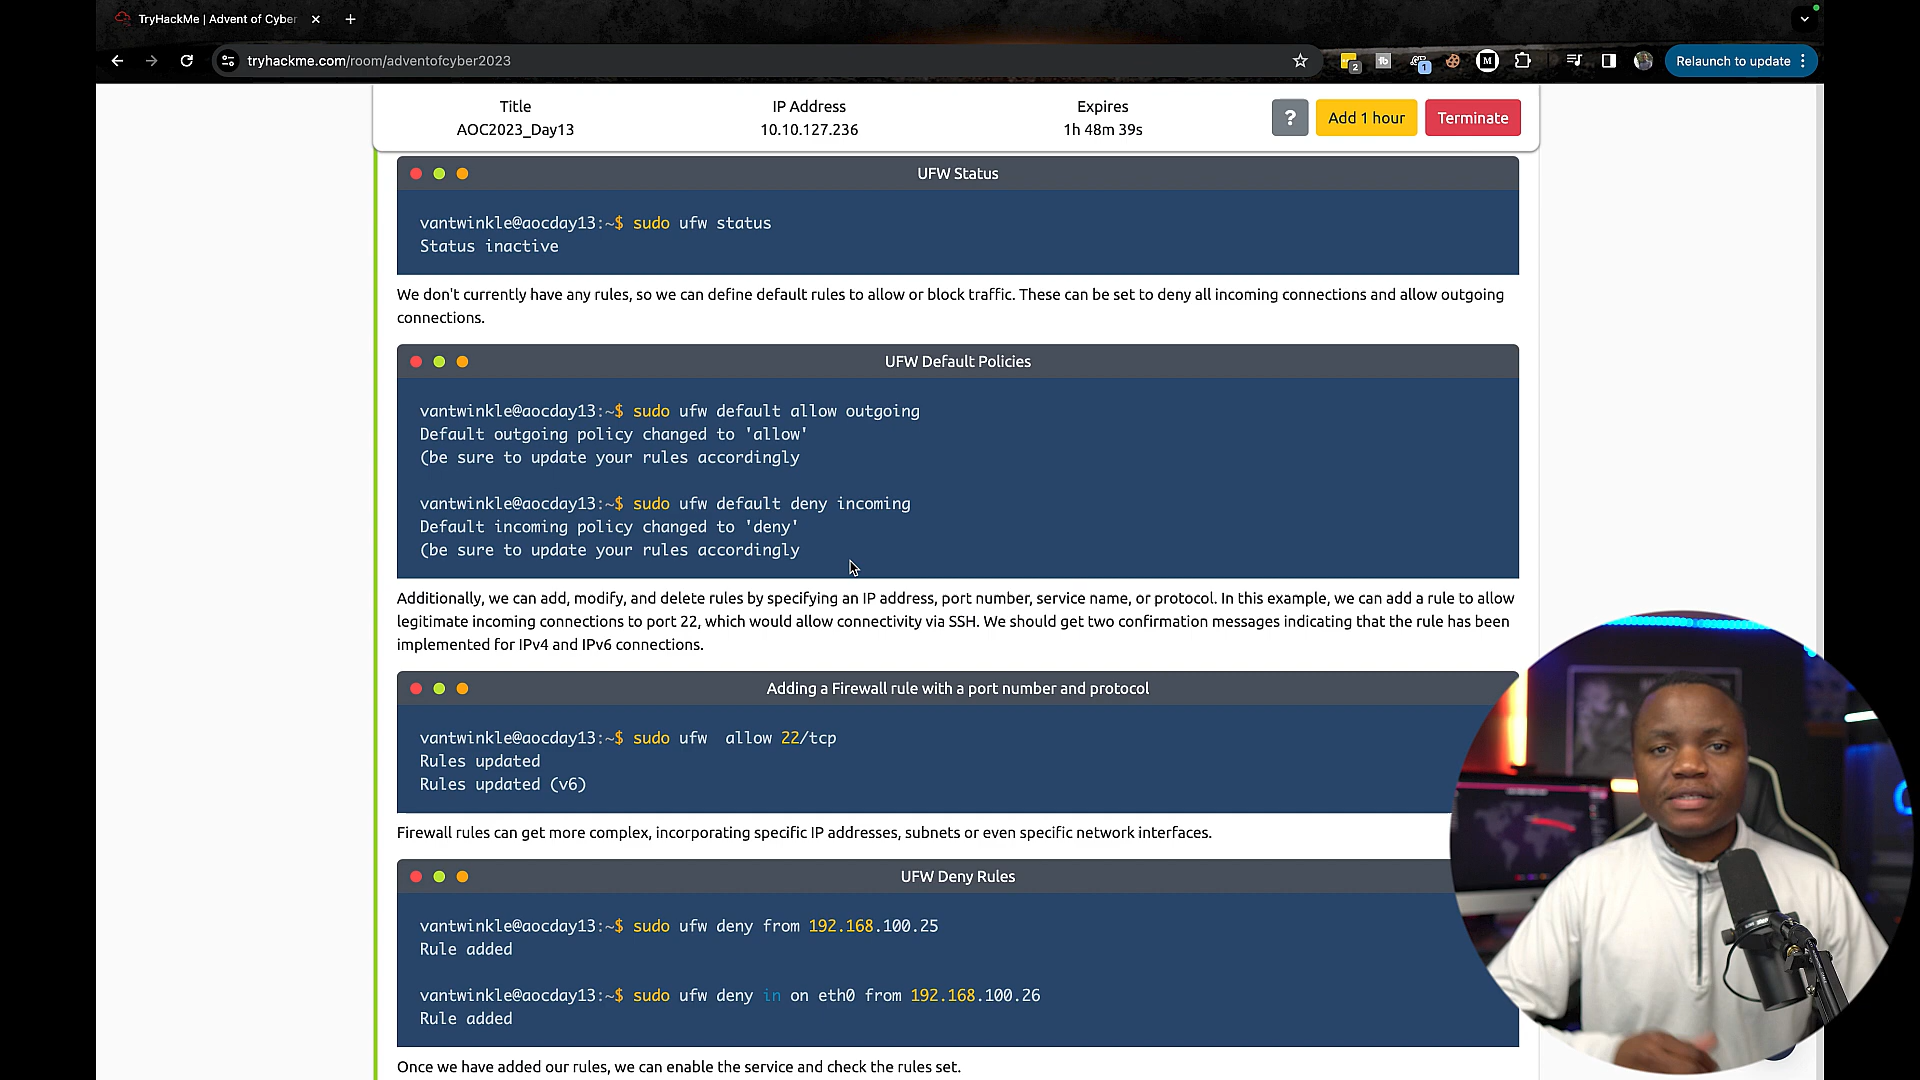 TryHackMe | Advent of Cyber
tryhackme.com/room/adventofcyber2023
2
1
M
Relaunch to update
Title
AOC2023_Day13
IP Address
10.10.127.236
Expires
1h 48m 39s
?
Add 1 hour
Terminate
UFW Status
vantwinkle@aocday13:~$ sudo ufw status
Status inactive
We don't currently have any rules, so we can define default rules to allow or block traffic. These can be set to deny all incoming connections and allow outgoing
connections.
UFW Default Policies
vantwinkle@aocday13:~$ sudo ufw default allow outgoing
Default outgoing policy changed to 'allow'
(be sure to update your rules accordingly
vantwinkle@aocday13:~$ sudo ufw default deny incoming
Default incoming policy changed to 'deny'
(be sure to update your rules accordingly
Additionally, we can add, modify, and delete rules by specifying an IP address, port number, service name, or protocol. In this example, we can add a rule to allow
legitimate incoming connections to port 22, which would allow connectivity via SSH. We should get two confirmation messages indicating that the rule has been
implemented for IPv4 and IPv6 connections.
Adding a Firewall rule with a port number and protocol
vantwinkle@aocday13:~$ sudo ufw  allow 22/tcp
Rules updated
Rules updated (v6)
Firewall rules can get more complex, incorporating specific IP addresses, subnets or even specific network interfaces.
UFW Deny Rules
vantwinkle@aocday13:~$ sudo ufw deny from 192.168.100.25
Rule added
vantwinkle@aocday13:~$ sudo ufw deny in on eth0 from 192.168.100.26
Rule added
Once we have added our rules, we can enable the service and check the rules set.